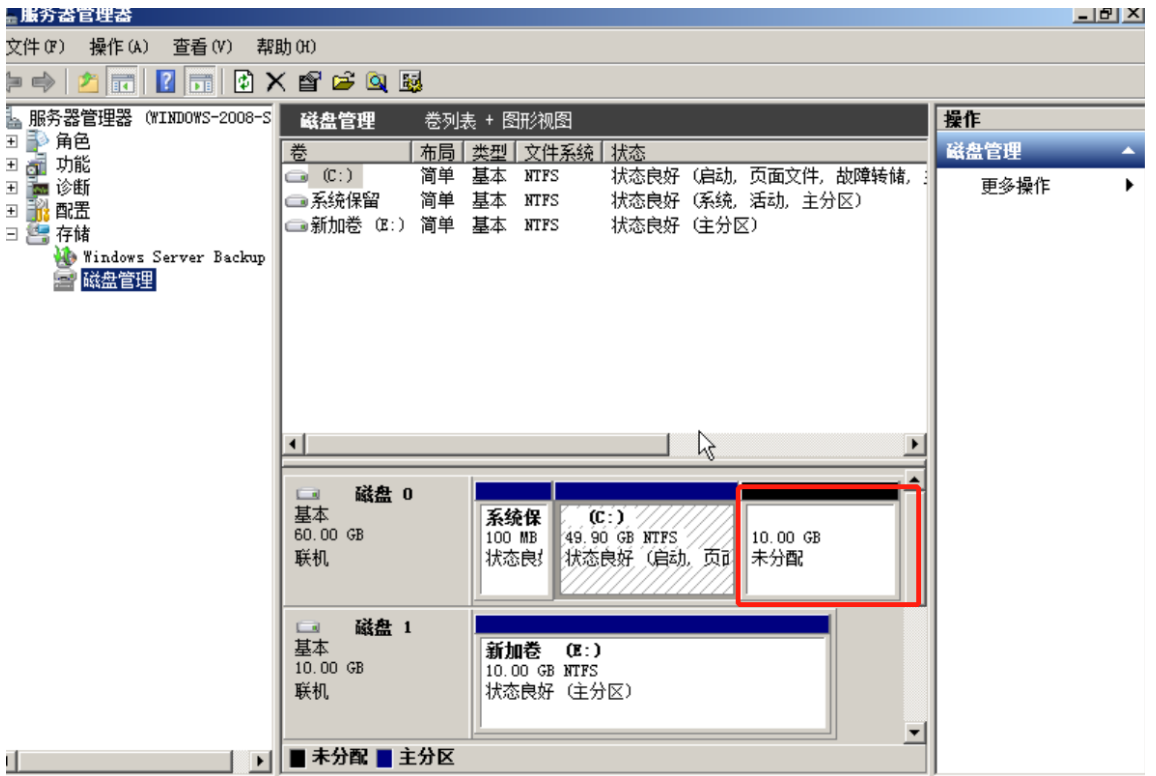 服务器管理器
文件(F) 操作(A) 查看(V) 帮助(H)
服务器管理器 (WINDOWS-2008-S
角色
功能
诊断
配置
存储
Windows Server Backup
磁盘管理
磁盘管理 卷列表 + 图形视图
卷 布局 类型 文件系统 状态
(C:) 简单 基本 NTFS 状态良好 (启动, 页面文件, 故障转储,
系统保留 简单 基本 NTFS 状态良好 (系统, 活动, 主分区)
新加卷 (E:) 简单 基本 NTFS 状态良好 (主分区)
磁盘 0
基本
60.00 GB
联机
系统保
100 MB
状态良
(C:)
49.90 GB NTFS
状态良好 (启动, 页面
10.00 GB
未分配
磁盘 1
基本
10.00 GB
联机
新加卷 (E:)
10.00 GB NTFS
状态良好 (主分区)
未分配 主分区
操作
磁盘管理
更多操作